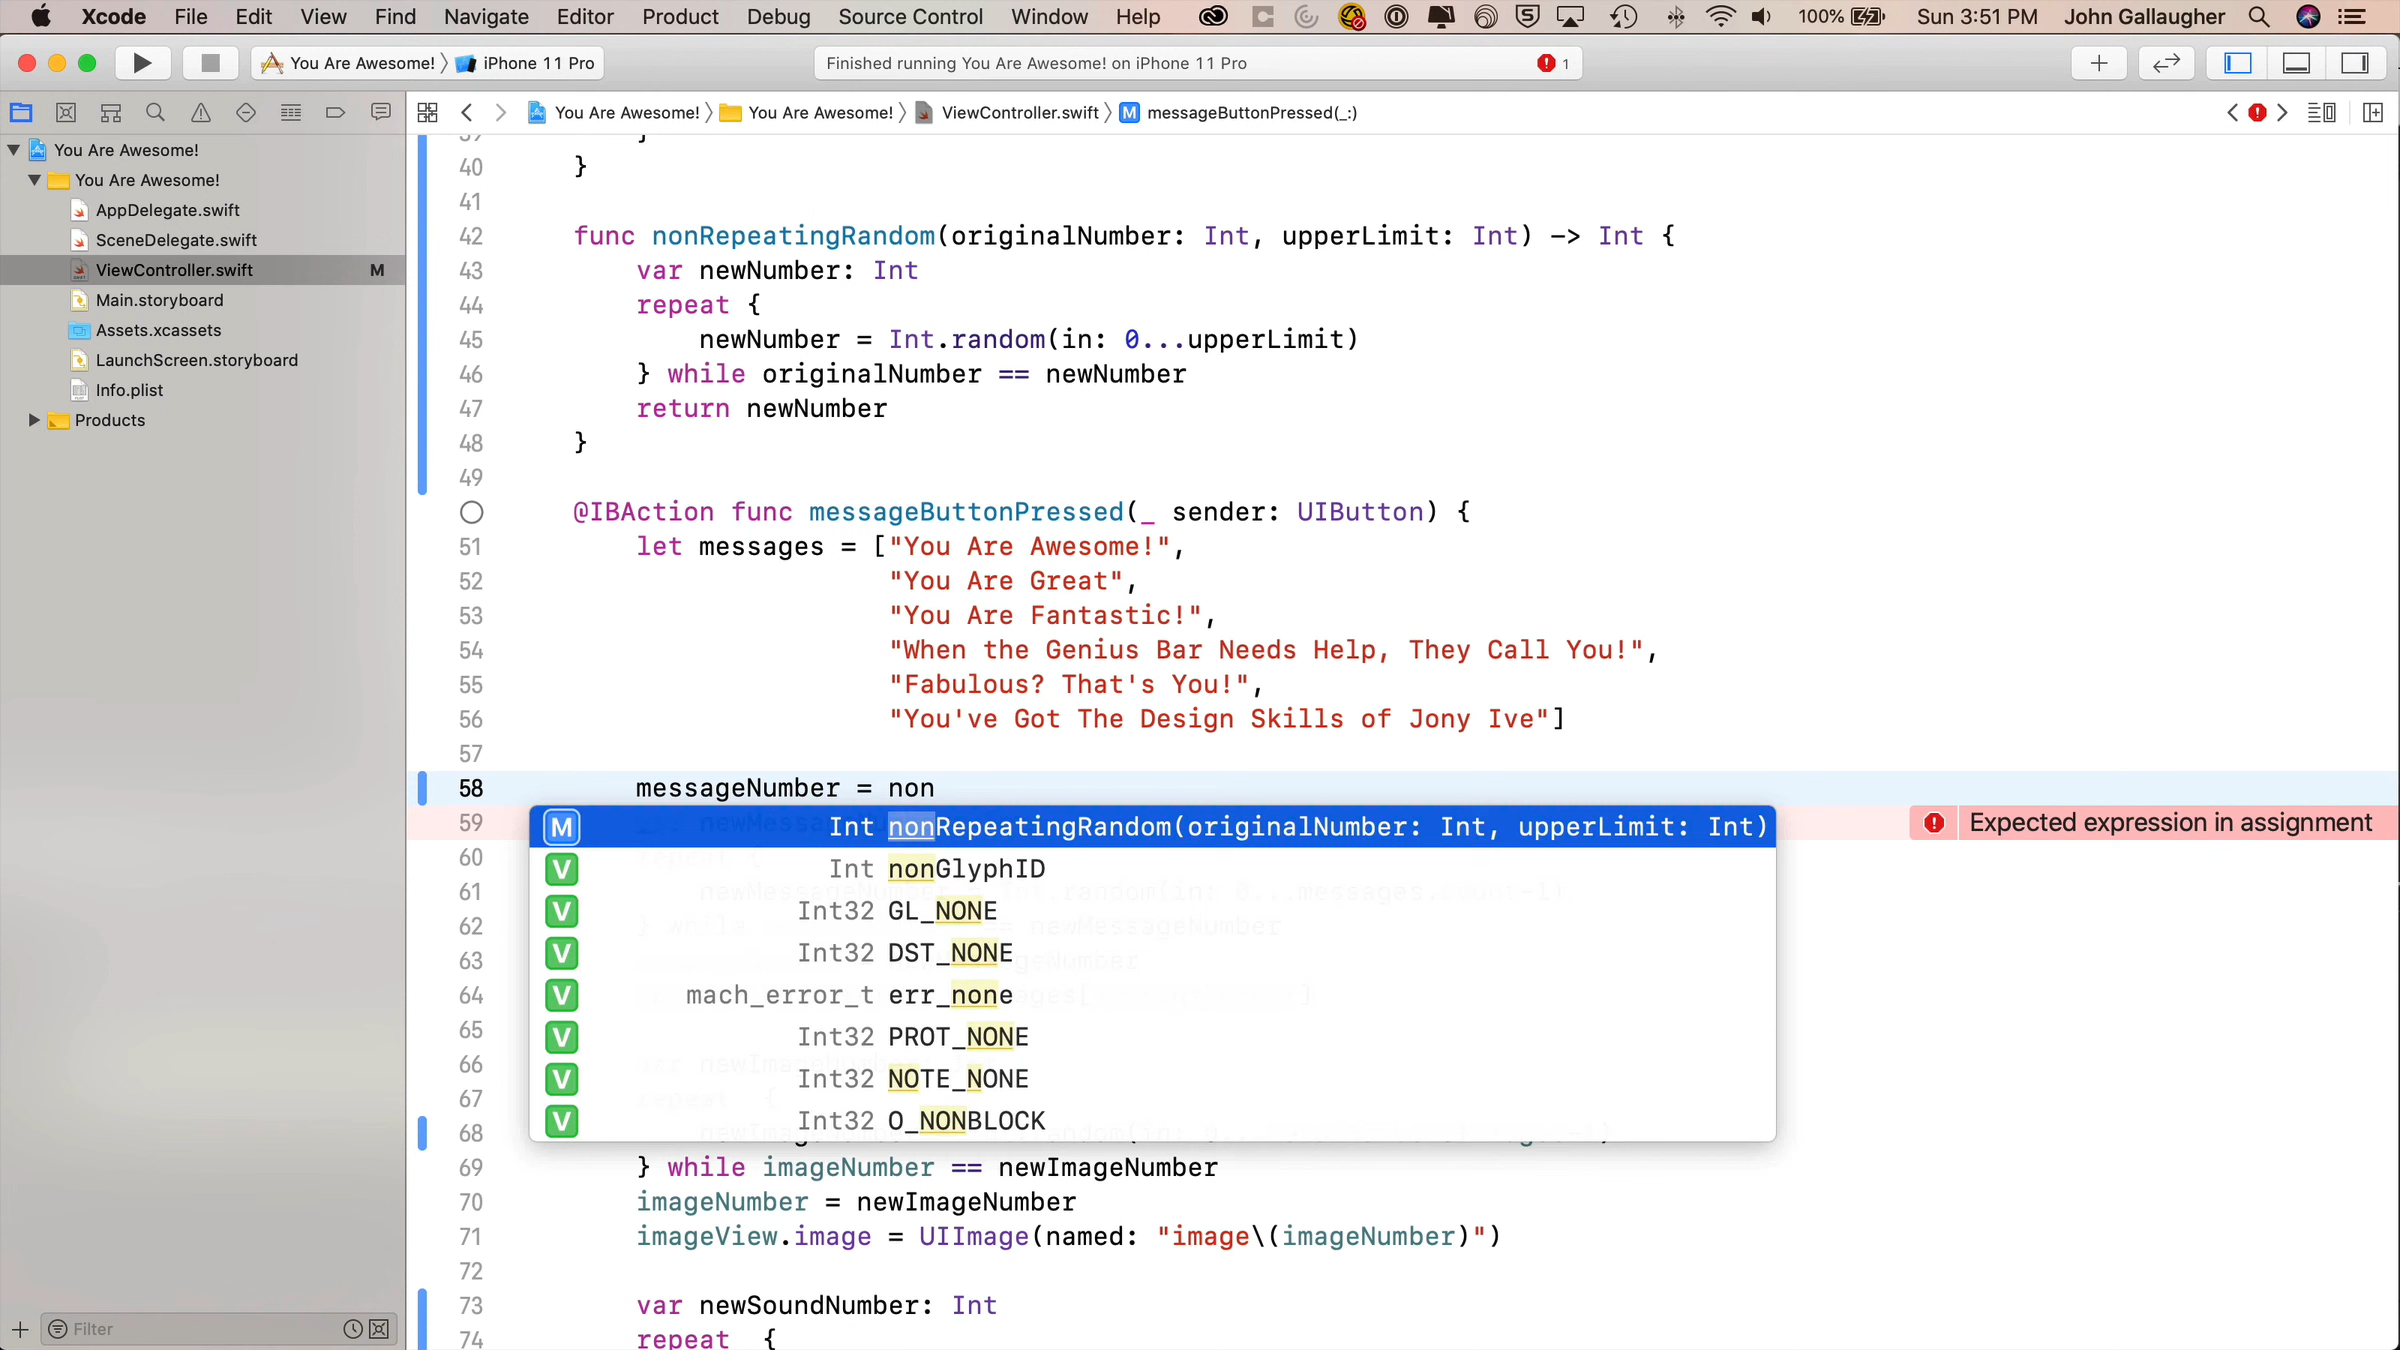 Xcode File Edit View Find Navigate Editor Product Debug Source Control Window Help 100% Sun 3:51 PM John Gallaugher
You Are Awesome! iPhone 11 Pro Finished running You Are Awesome! on iPhone 11 Pro 1
You Are Awesome! You Are Awesome! ViewController.swift M messageButtonPressed(_:)
You Are Awesome!
You Are Awesome!
AppDelegate.swift
SceneDelegate.swift
ViewController.swift M
Main.storyboard
Assets.xcassets
LaunchScreen.storyboard
Info.plist
Products
Filter
39 }
40 }
41
42 func nonRepeatingRandom(originalNumber: Int, upperLimit: Int) -> Int {
43 var newNumber: Int
44 repeat {
45 newNumber = Int.random(in: 0...upperLimit)
46 } while originalNumber == newNumber
47 return newNumber
48 }
49
@IBAction func messageButtonPressed(_ sender: UIButton) {
51 let messages = ["You Are Awesome!",
52 "You Are Great",
53 "You Are Fantastic!",
54 "When the Genius Bar Needs Help, They Call You!",
55 "Fabulous? That's You!",
56 "You've Got The Design Skills of Jony Ive"]
57
58 messageNumber = non
59 Expected expression in assignment
M Int nonRepeatingRandom(originalNumber: Int, upperLimit: Int)
60
V Int nonGlyphID
61
V Int32 GL_NONE
62
V Int32 DST_NONE
63
V mach_error_t err_none
64
V Int32 PROT_NONE
65
66
V Int32 NOTE_NONE
67
V Int32 O_NONBLOCK
68
69 } while imageNumber == newImageNumber
70 imageNumber = newImageNumber
71 imageView.image = UIImage(named: "image\(imageNumber)")
72
73 var newSoundNumber: Int
74 repeat {